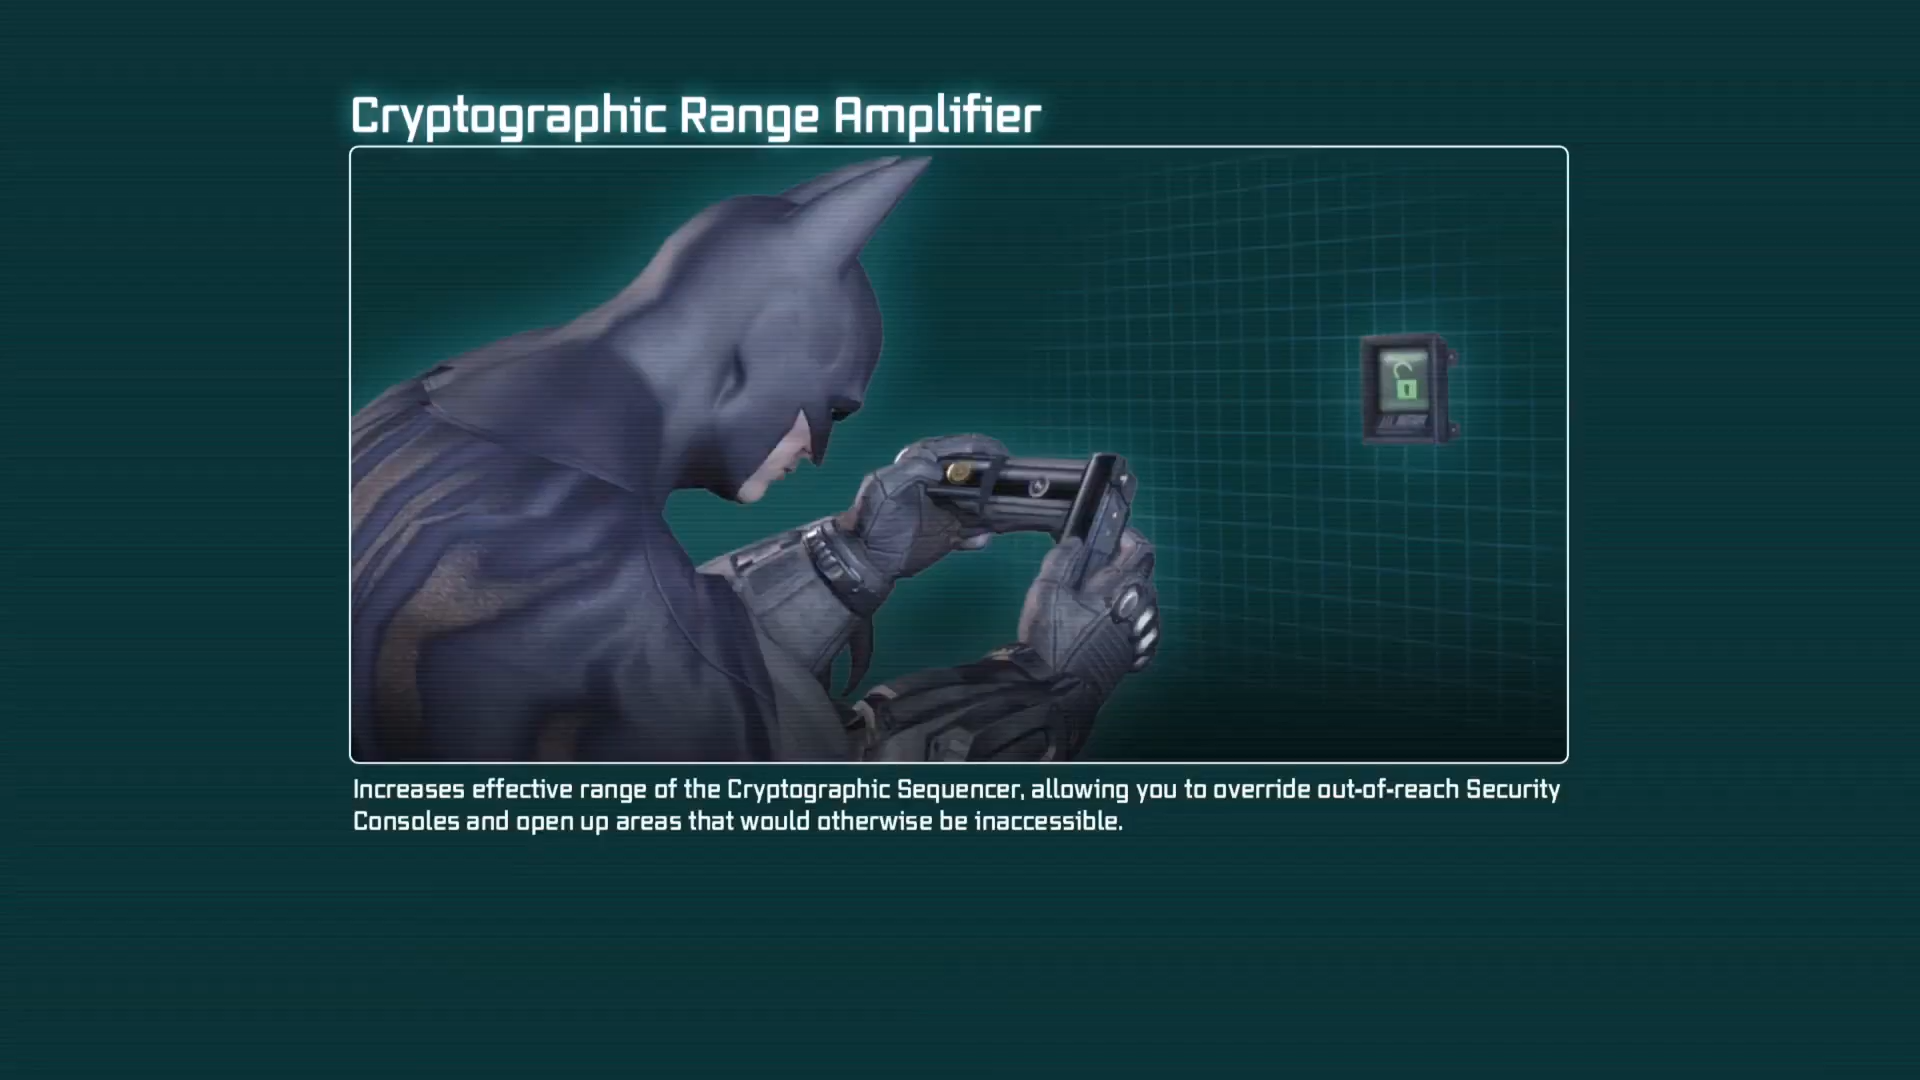 Cryptographic Range Amplifier
Increases effective range of the Cryptographic Sequencer, allowing you to override out-of-reach Security
Consoles and open up areas that would otherwise be inaccessible.